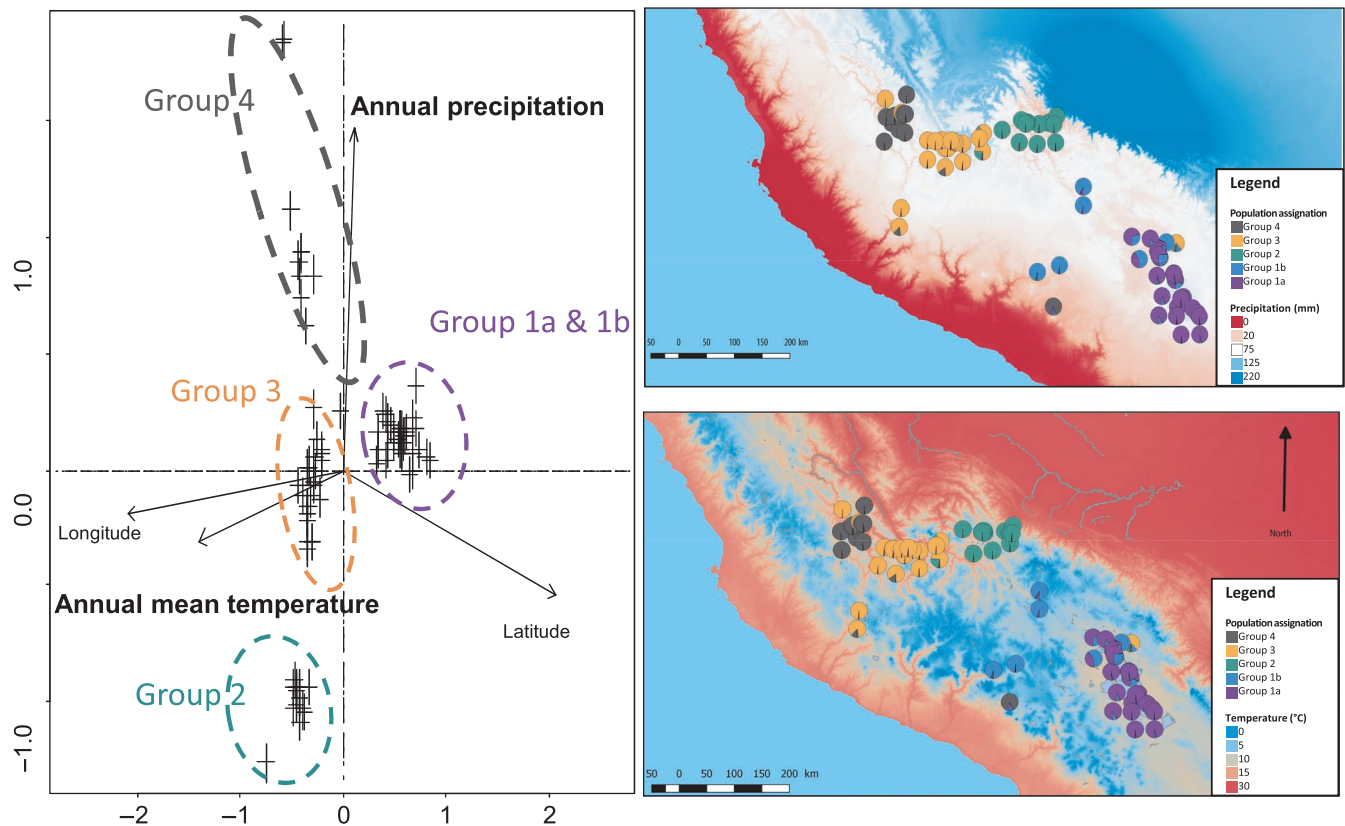 Group 4
Annual precipitation
Group 1a & 1b
Group 3
Longitude
Annual mean temperature
Latitude
Group 2
1.0
0.0
–1.0
–2
–1
0
1
2
Legend
Population assignation
Group 4
Group 3
Group 2
Group 1b
Group 1a
Precipitation (mm)
0
20
75
125
220
50 0 50 100 150 200 km
North
Legend
Population assignation
Group 4
Group 3
Group 2
Group 1b
Group 1a
Temperature (°C)
0
5
10
15
30
50 0 50 100 150 200 km